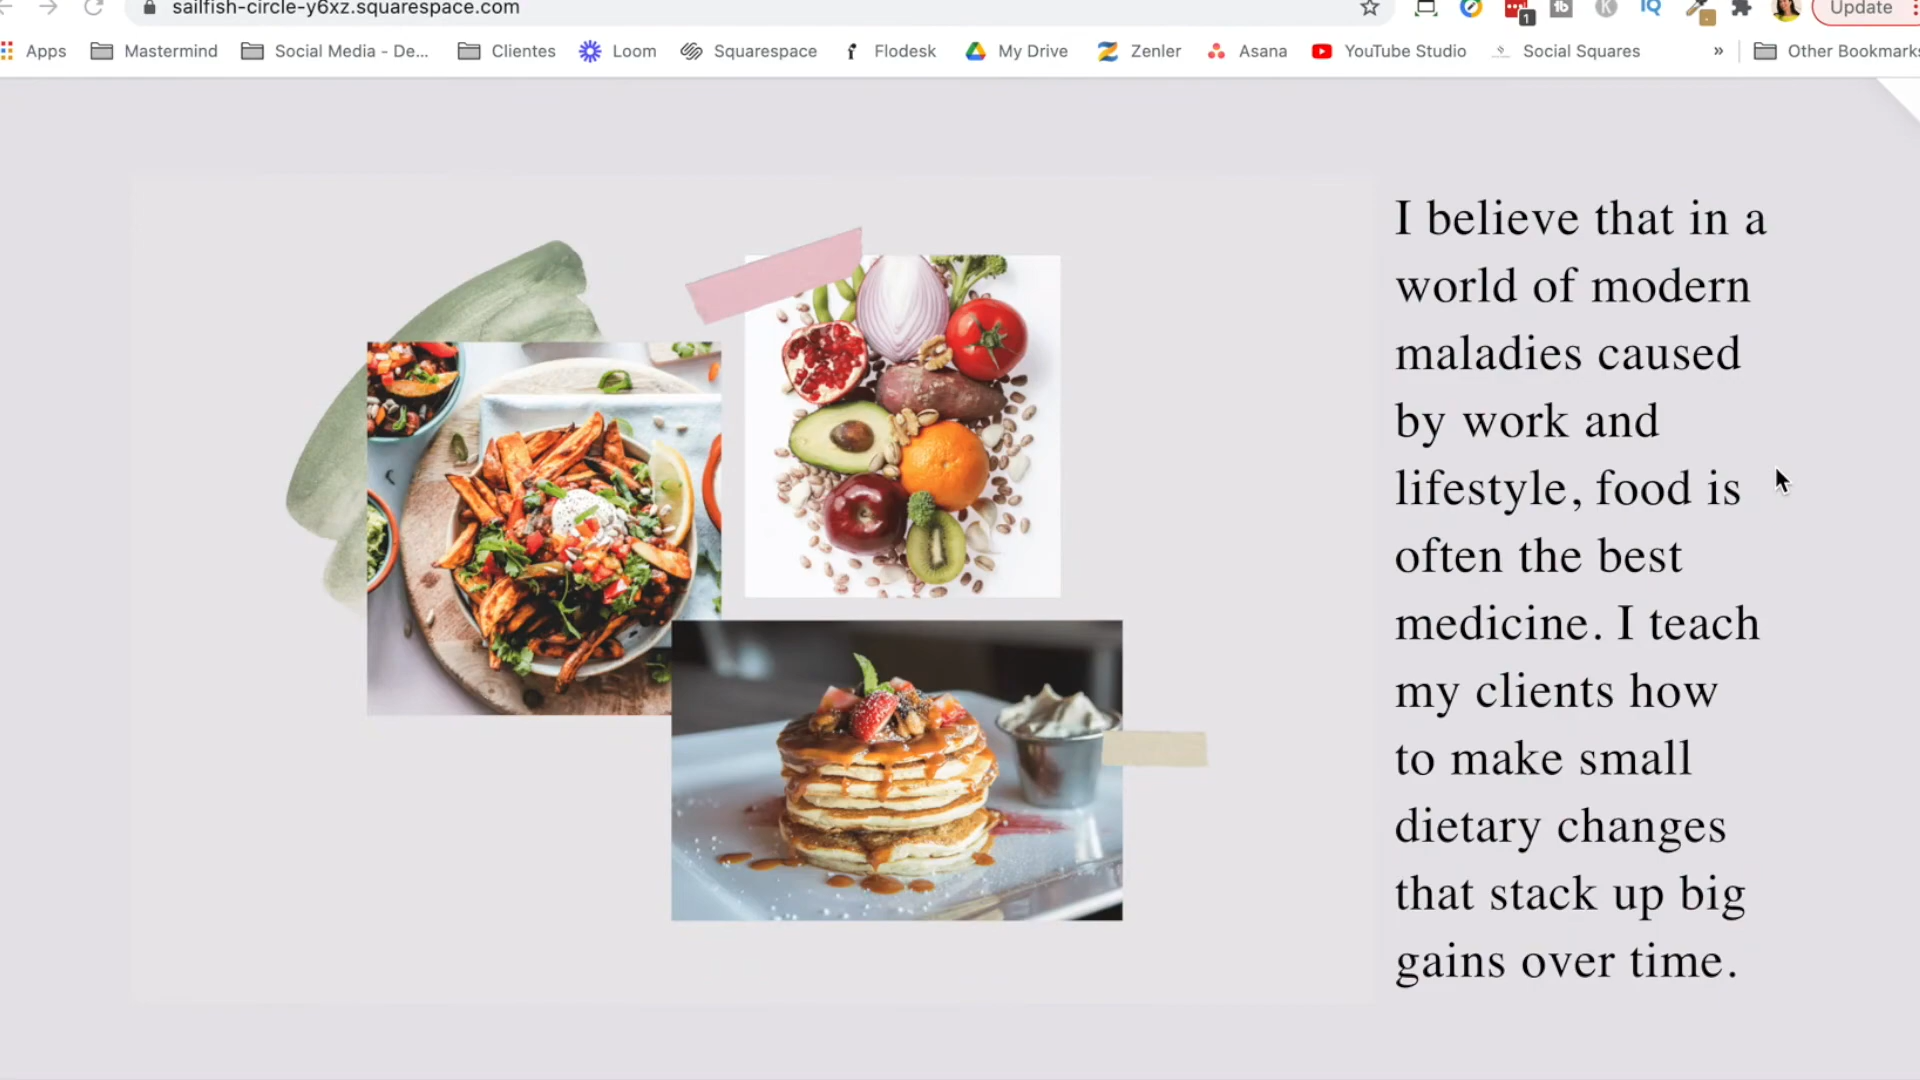 sailfish-circle-y6xz.squarespace.com
Update
Apps
Mastermind
Social Media - De...
Clientes
Loom
Squarespace
Flodesk
My Drive
Zenler
Asana
YouTube Studio
Social Squares
»
Other Bookmarks
1
tb
K
IQ
I believe that in a
world of modern
maladies caused
by work and
lifestyle, food is
often the best
medicine. I teach
my clients how
to make small
dietary changes
that stack up big
gains over time.